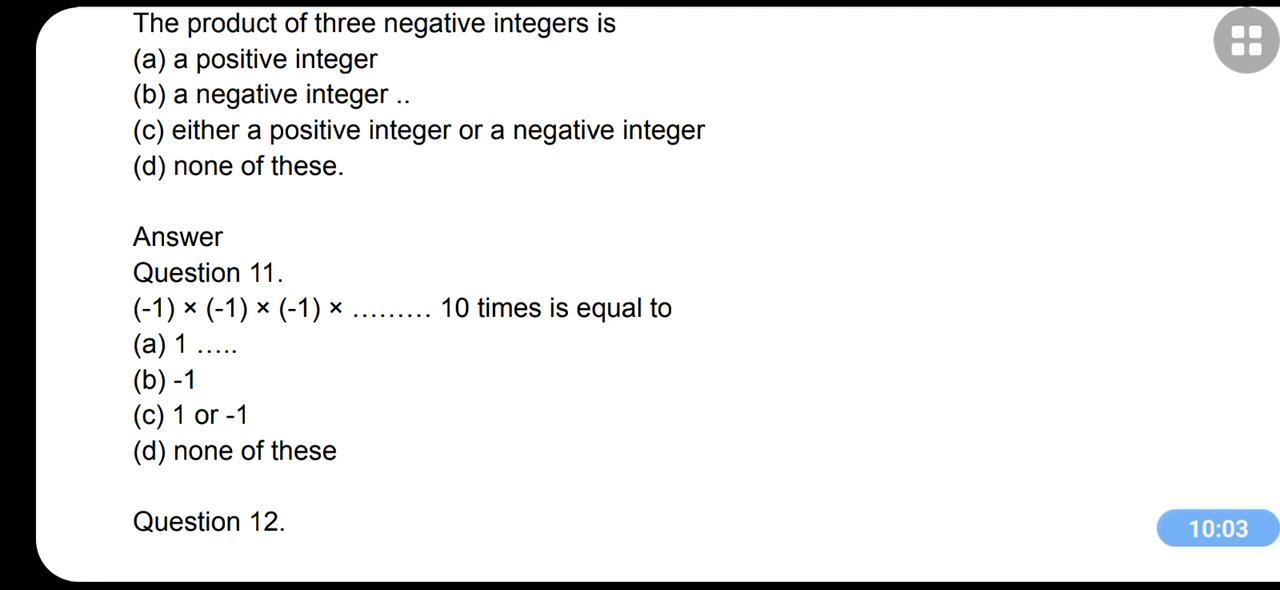 The product of three negative integers is
(a) a positive integer
(b) a negative integer ..
(c) either a positive integer or a negative integer
(d) none of these.
Answer
Question 11.
(-1) × (-1) × (-1) × ……... 10 times is equal to
(a) 1 …..
(b) -1
(c) 1 or -1
(d) none of these
Question 12.
10:03